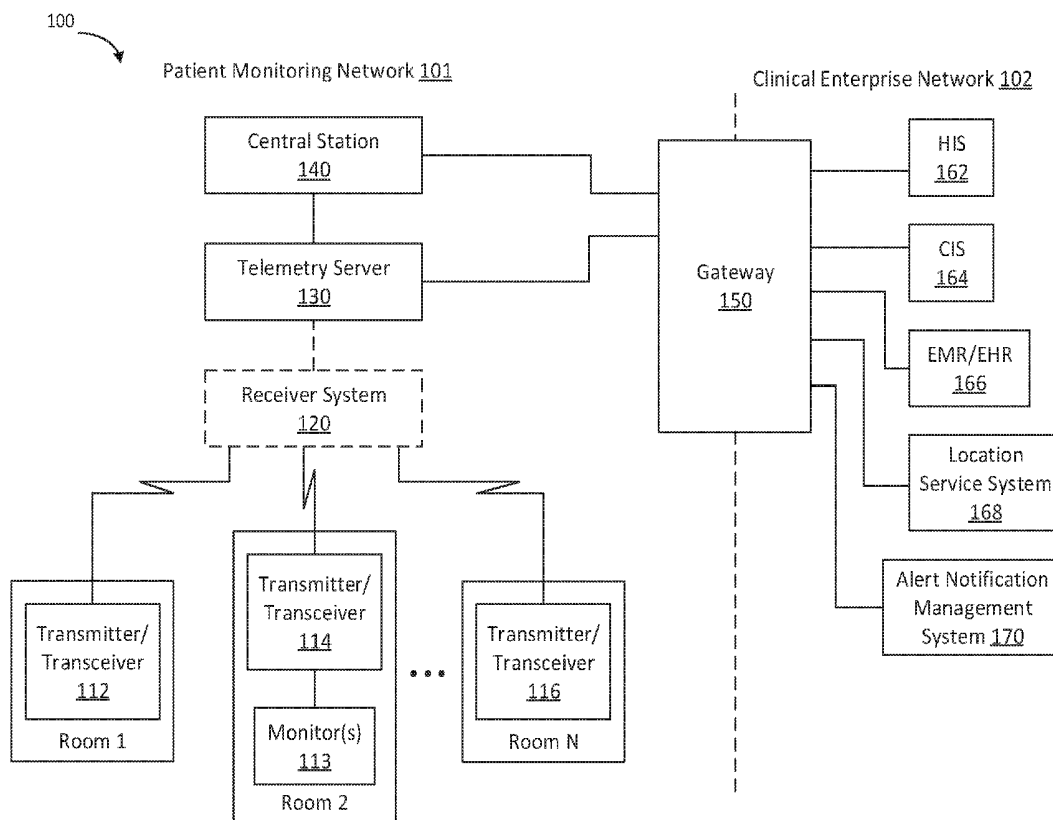 100
Patient Monitoring Network 101
Clinical Enterprise Network 102
Central Station
140
Telemetry Server
130
Receiver System
120
Gateway
150
HIS
162
CIS
164
EMR/EHR
166
Location
Service System
168
Alert Notification
Management
System 170
Transmitter/
Transceiver
112
Room 1
Transmitter/
Transceiver
114
Monitor(s)
113
Room 2
•••
Transmitter/
Transceiver
116
Room N